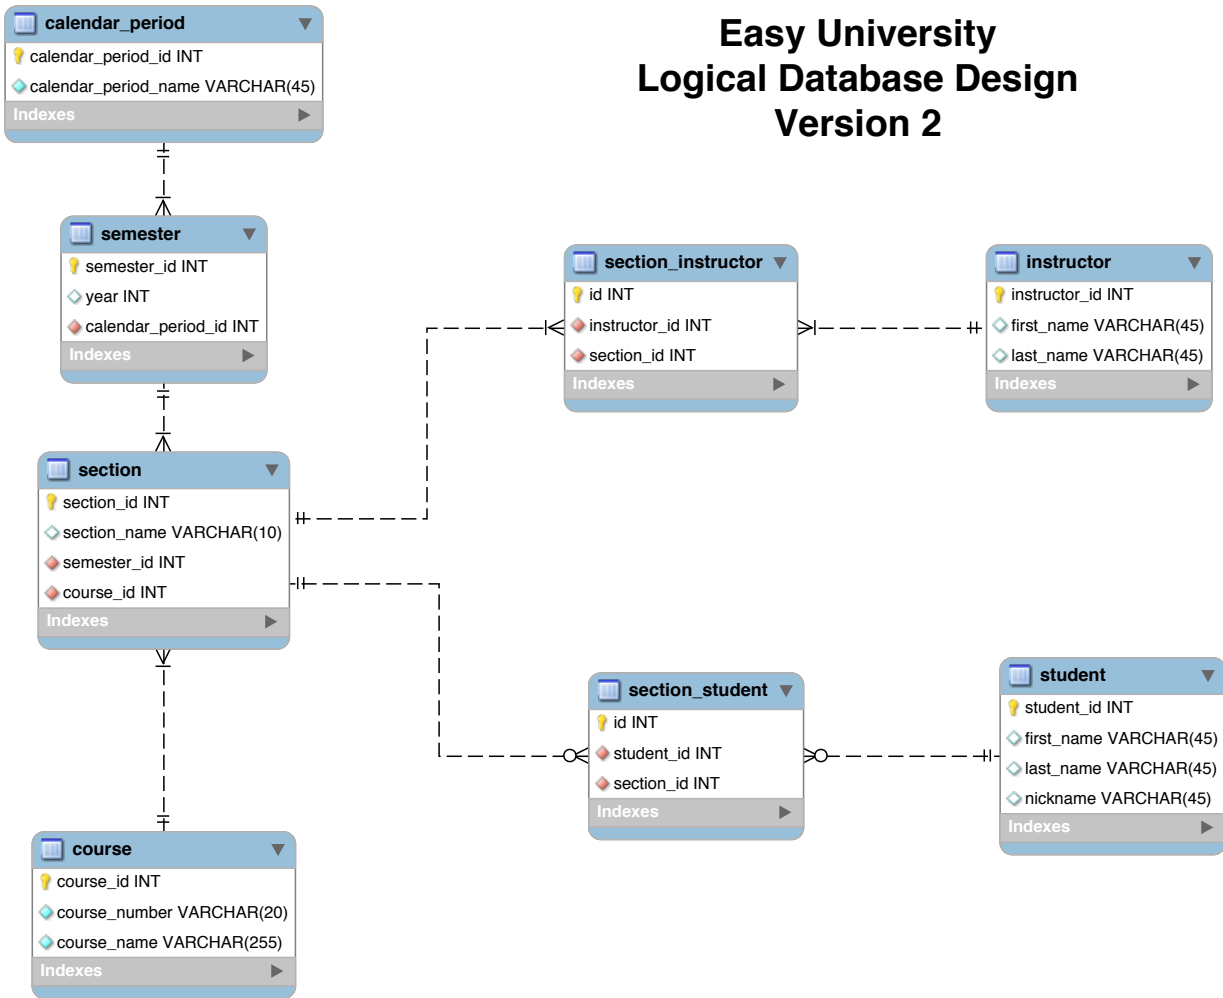 calendar_period
calendar_period_id INT
calendar_period_name VARCHAR(45)
Indexes
Easy University
Logical Database Design
Version 2
semester
semester_id INT
year INT
calendar_period_id INT
Indexes
section_instructor
id INT
instructor_id INT
section_id INT
Indexes
instructor
instructor_id INT
first_name VARCHAR(45)
last_name VARCHAR(45)
Indexes
section
section_id INT
section_name VARCHAR(10)
semester_id INT
course_id INT
Indexes
section_student
id INT
student_id INT
section_id INT
Indexes
student
student_id INT
first_name VARCHAR(45)
last_name VARCHAR(45)
nickname VARCHAR(45)
Indexes
course
course_id INT
course_number VARCHAR(20)
course_name VARCHAR(255)
Indexes